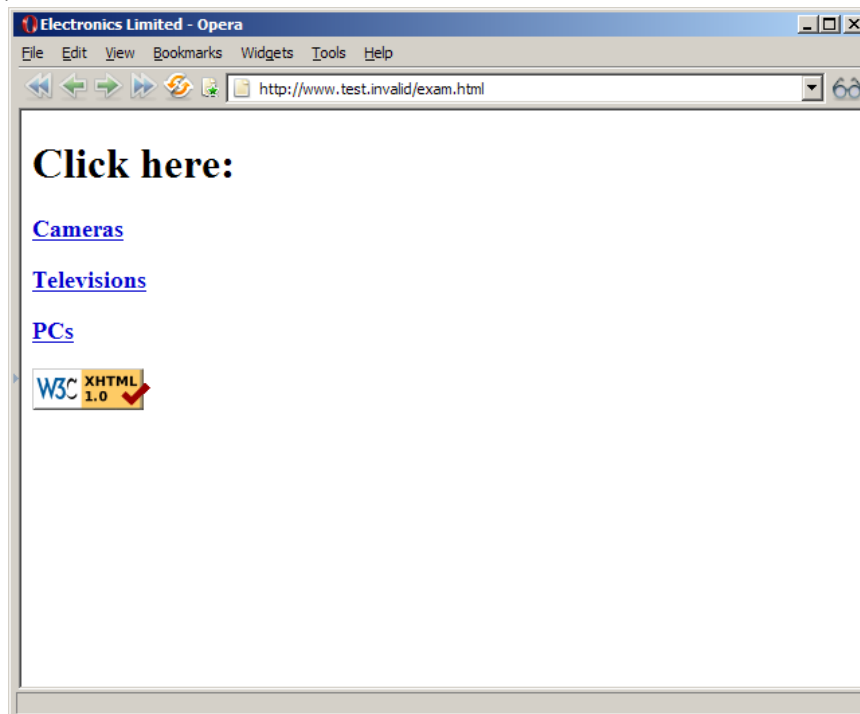 Electronics Limited - Opera
File Edit View Bookmarks Widgets Tools Help
http://www.test.invalid/exam.html
Click here:
Cameras
Televisions
PCs
W3C XHTML
1.0